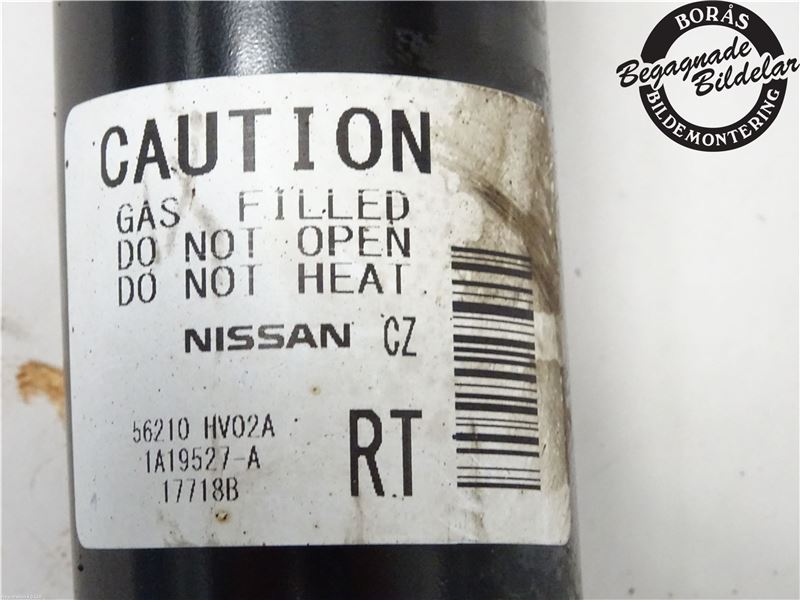 BORÅS
Begagnade
Bildelar
BILDEMONTERING
CAUTION
GAS FILLED
DO NOT OPEN
DO NOT HEAT.
NISSAN CZ
56210 HV02A
1A19527-A
17718B
RT